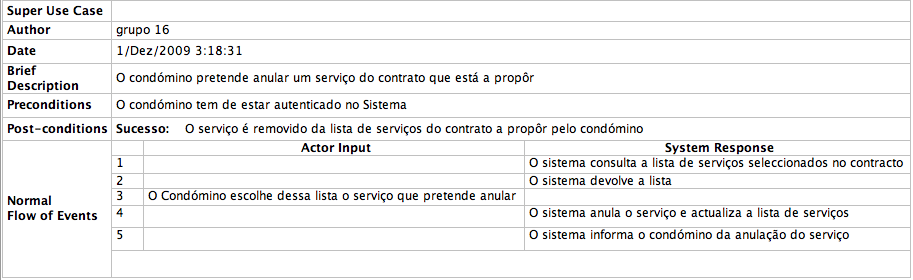 Super Use Case
Author grupo 16
Date 1/Dez/2009 3:18:31
Brief
Description O condómino pretende anular um serviço do contrato que está a propôr
Preconditions O condómino tem de estar autenticado no Sistema
Post-conditions Sucesso: O serviço é removido da lista de serviços do contrato a propôr pelo condómino
Normal
Flow of Events
Actor Input System Response
1 O sistema consulta a lista de serviços seleccionados no contracto
2 O sistema devolve a lista
3 O Condómino escolhe dessa lista o serviço que pretende anular
4 O sistema anula o serviço e actualiza a lista de serviços
5 O sistema informa o condómino da anulação do serviço